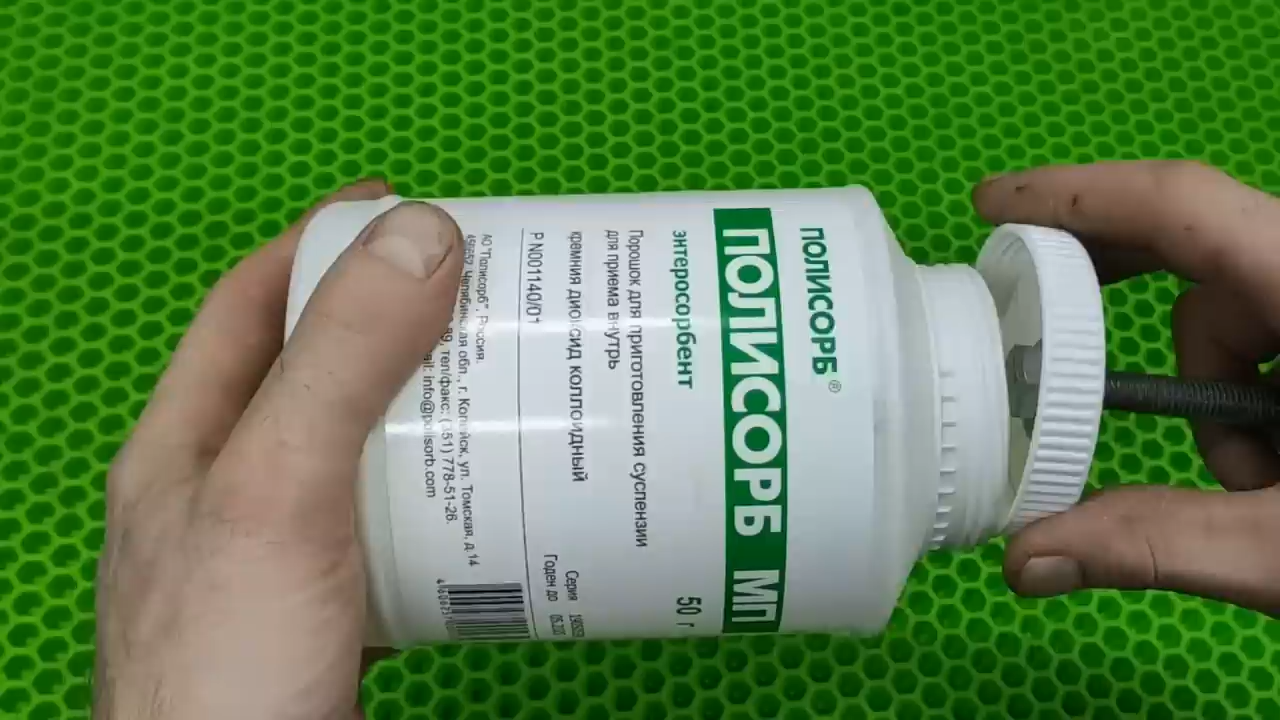 ПОЛИСОРБ®
ПОЛИСОРБ МП
энтеросорбент 50 г
Порошок для приготовления суспензии
для приема внутрь
кремния диоксид коллоидный
Серия
Р N001140/01
Годен до
АО "Полисорб", Россия.
Челябинская обл., г. Копейск, ул. Томская, д.14
тел/факс: (351) 778-51-26.
info@polisorb.com